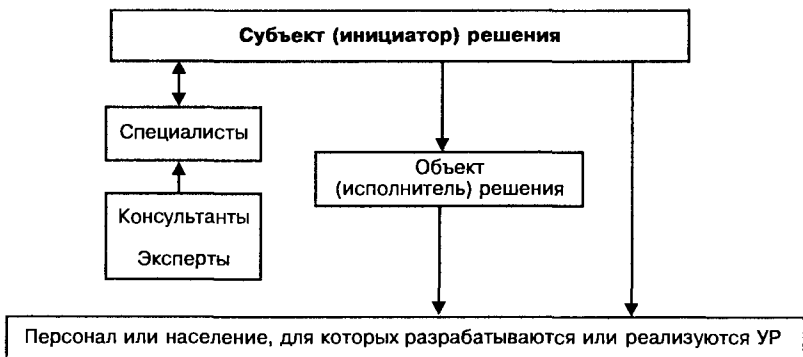 Субъект (инициатор) решения
Специалисты
Объект
(исполнитель) решения
Консультанты
Эксперты
Персонал или население, для которых разрабатываются или реализуются УР